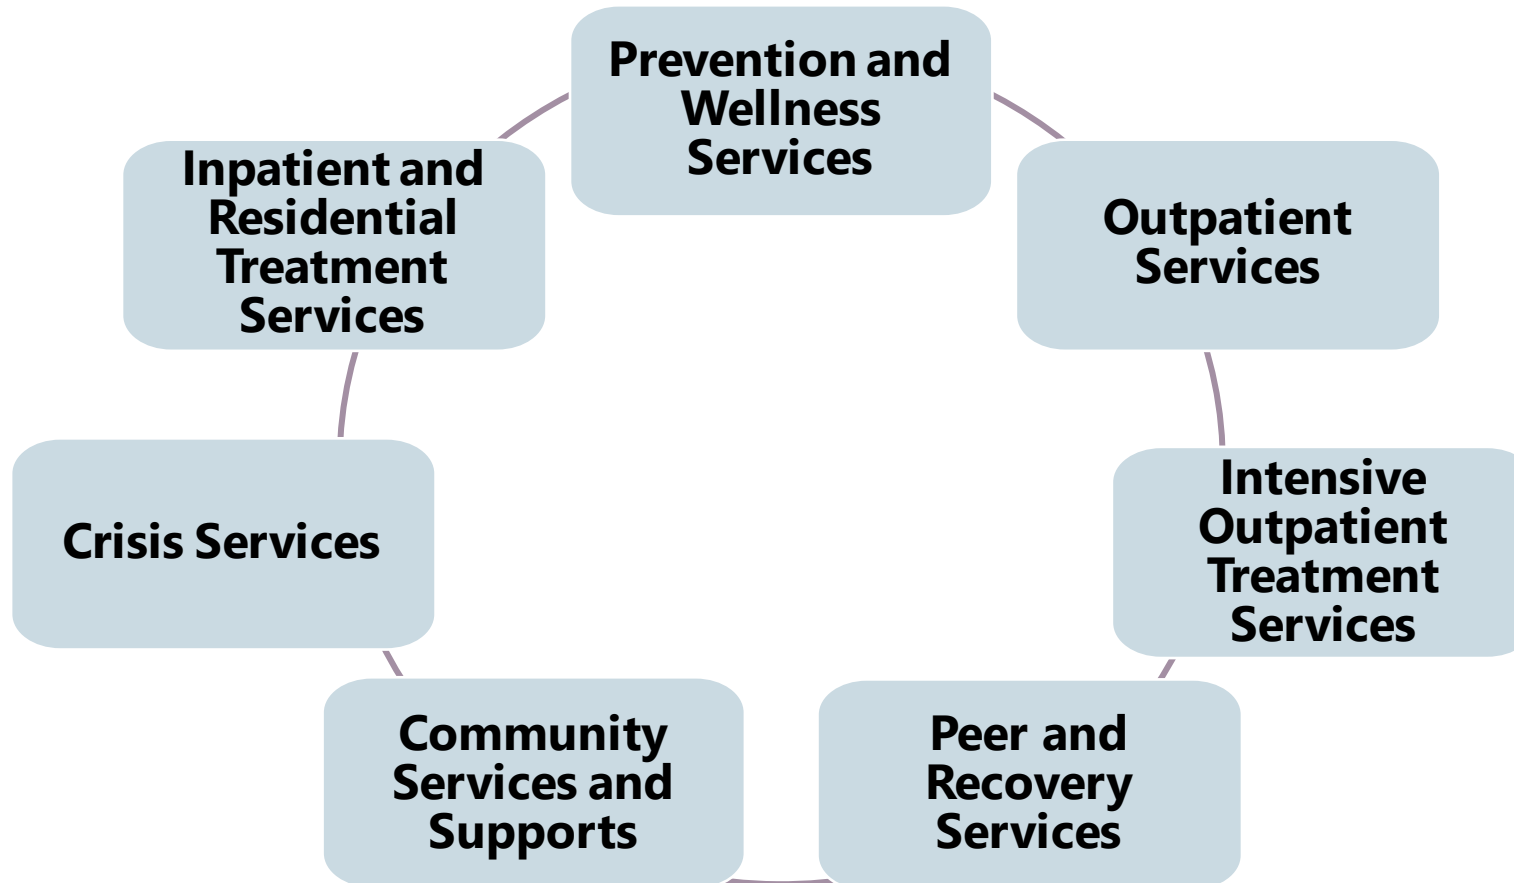 Prevention and
Wellness
Services
Outpatient
Services
Intensive
Outpatient
Treatment
Services
Peer and
Recovery
Services
Community
Services and
Supports
Crisis Services
Inpatient and
Residential
Treatment
Services